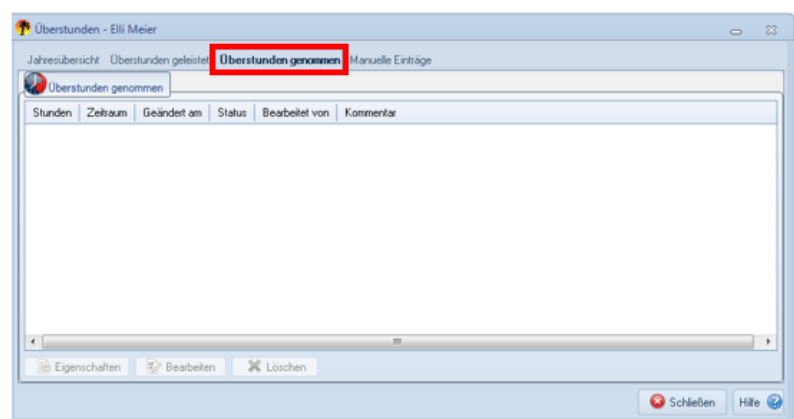 Überstunden - Elli Meier
Jahresübersicht Überstunden geleistet Überstunden genommen Manuelle Einträge
Überstunden genommen
Stunden Zeitraum Geändert am Status Bearbeitet von Kommentar
Eigenschaften Bearbeiten Löschen
Schließen Hilfe